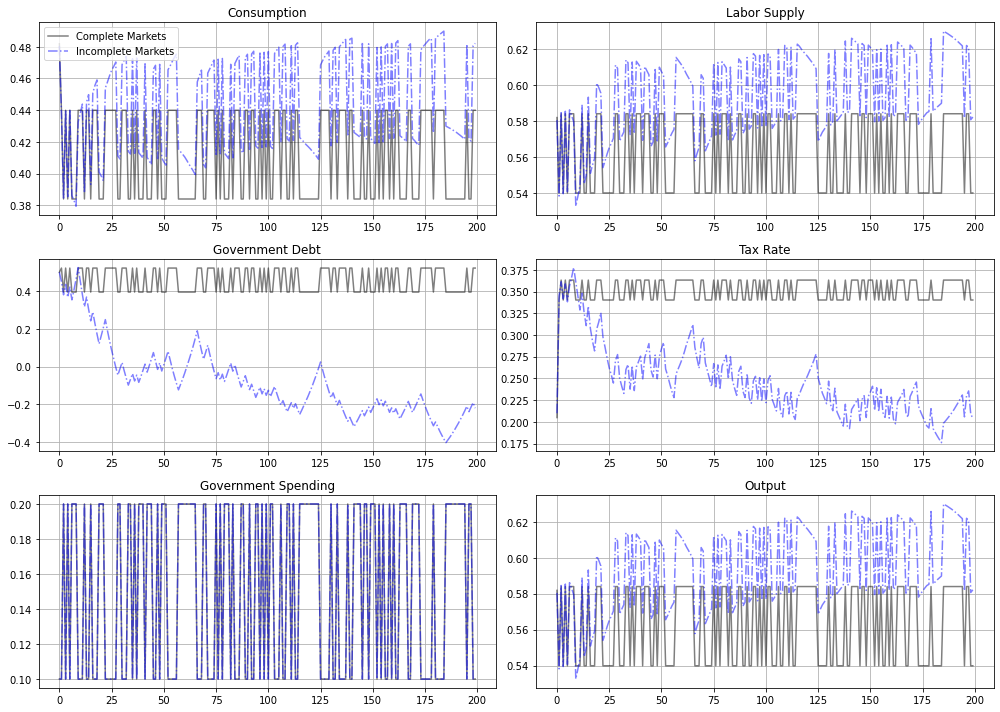 Consumption
Complete Markets
Incomplete Markets
0.48
0.46
0.44
0.42
0.40
0.38
0 25 50 75 100 125 150 175 200
Labor Supply
0.62
0.60
0.58
0.56
0.54
0 25 50 75 100 125 150 175 200
Government Debt
0.4
0.2
0.0
−0.2
−0.4
0 25 50 75 100 125 150 175 200
Tax Rate
0.375
0.350
0.325
0.300
0.275
0.250
0.225
0.200
0.175
0 25 50 75 100 125 150 175 200
Government Spending
0.20
0.18
0.16
0.14
0.12
0.10
0 25 50 75 100 125 150 175 200
Output
0.62
0.60
0.58
0.56
0.54
0 25 50 75 100 125 150 175 200